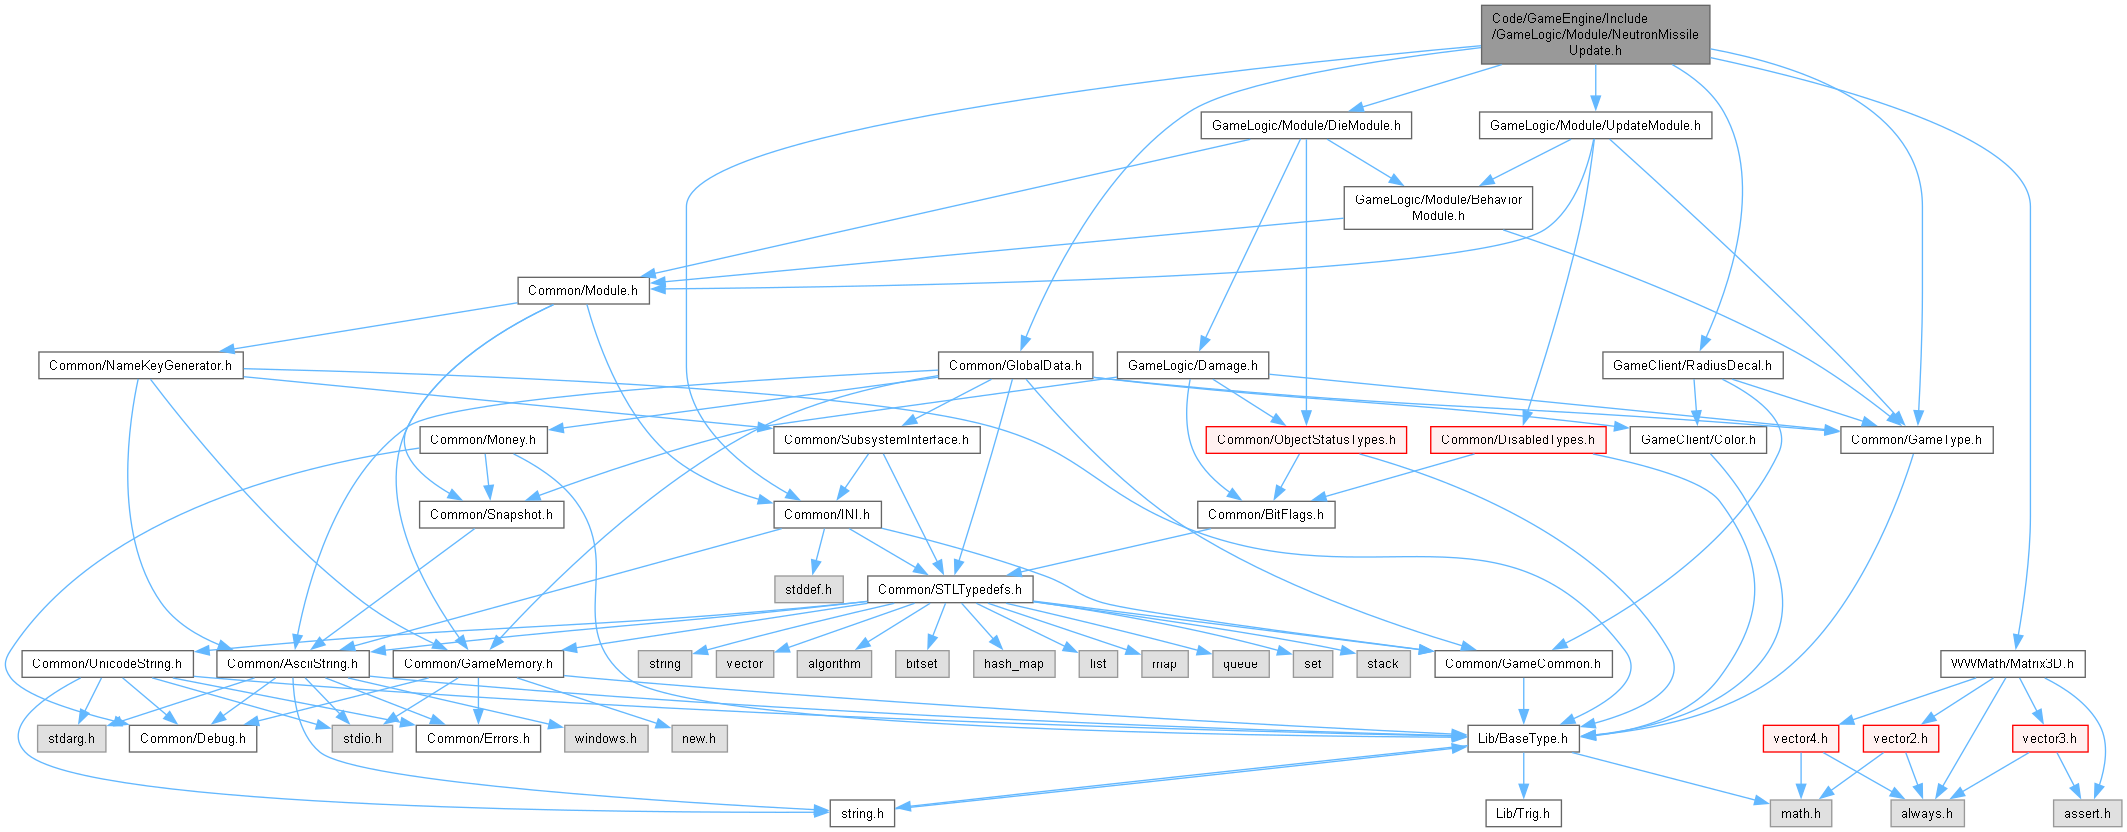 Code/GameEngine/Include
/GameLogic/Module/NeutronMissile
Update.h
GameLogic/Module/DieModule.h
GameLogic/Module/UpdateModule.h
GameLogic/Module/Behavior
Module.h
Common/Module.h
Common/NameKeyGenerator.h
Common/GlobalData.h
GameLogic/Damage.h
GameClient/RadiusDecal.h
Common/Money.h
Common/SubsystemInterface.h
Common/ObjectStatusTypes.h
Common/DisabledTypes.h
GameClient/Color.h
Common/GameType.h
Common/Snapshot.h
Common/INI.h
Common/BitFlags.h
stddef.h
Common/STLTypedefs.h
Common/UnicodeString.h
Common/AsciiString.h
Common/GameMemory.h
string
vector
algorithm
bitset
hash_map
list
map
queue
set
stack
Common/GameCommon.h
WWMath/Matrix3D.h
stdarg.h
Common/Debug.h
stdio.h
Common/Errors.h
windows.h
new.h
Lib/BaseType.h
vector4.h
vector2.h
vector3.h
string.h
Lib/Trig.h
math.h
always.h
assert.h